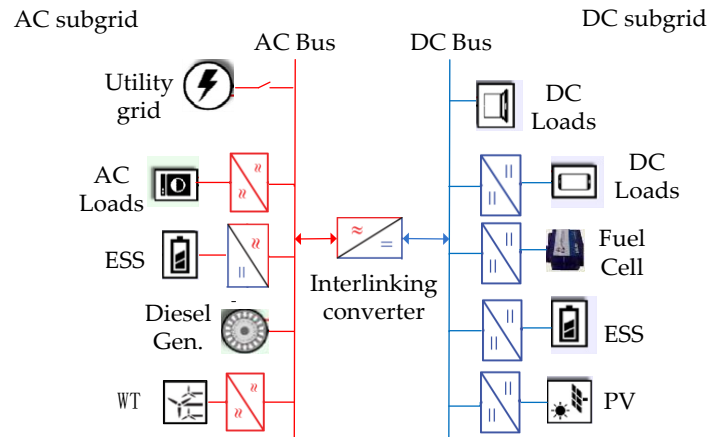 AC subgrid
DC subgrid
AC Bus
DC Bus
Utility
grid
DC
Loads
AC
Loads
DC
Loads
ESS
Fuel
Cell
Interlinking
converter
Diesel
Gen.
ESS
WT
PV